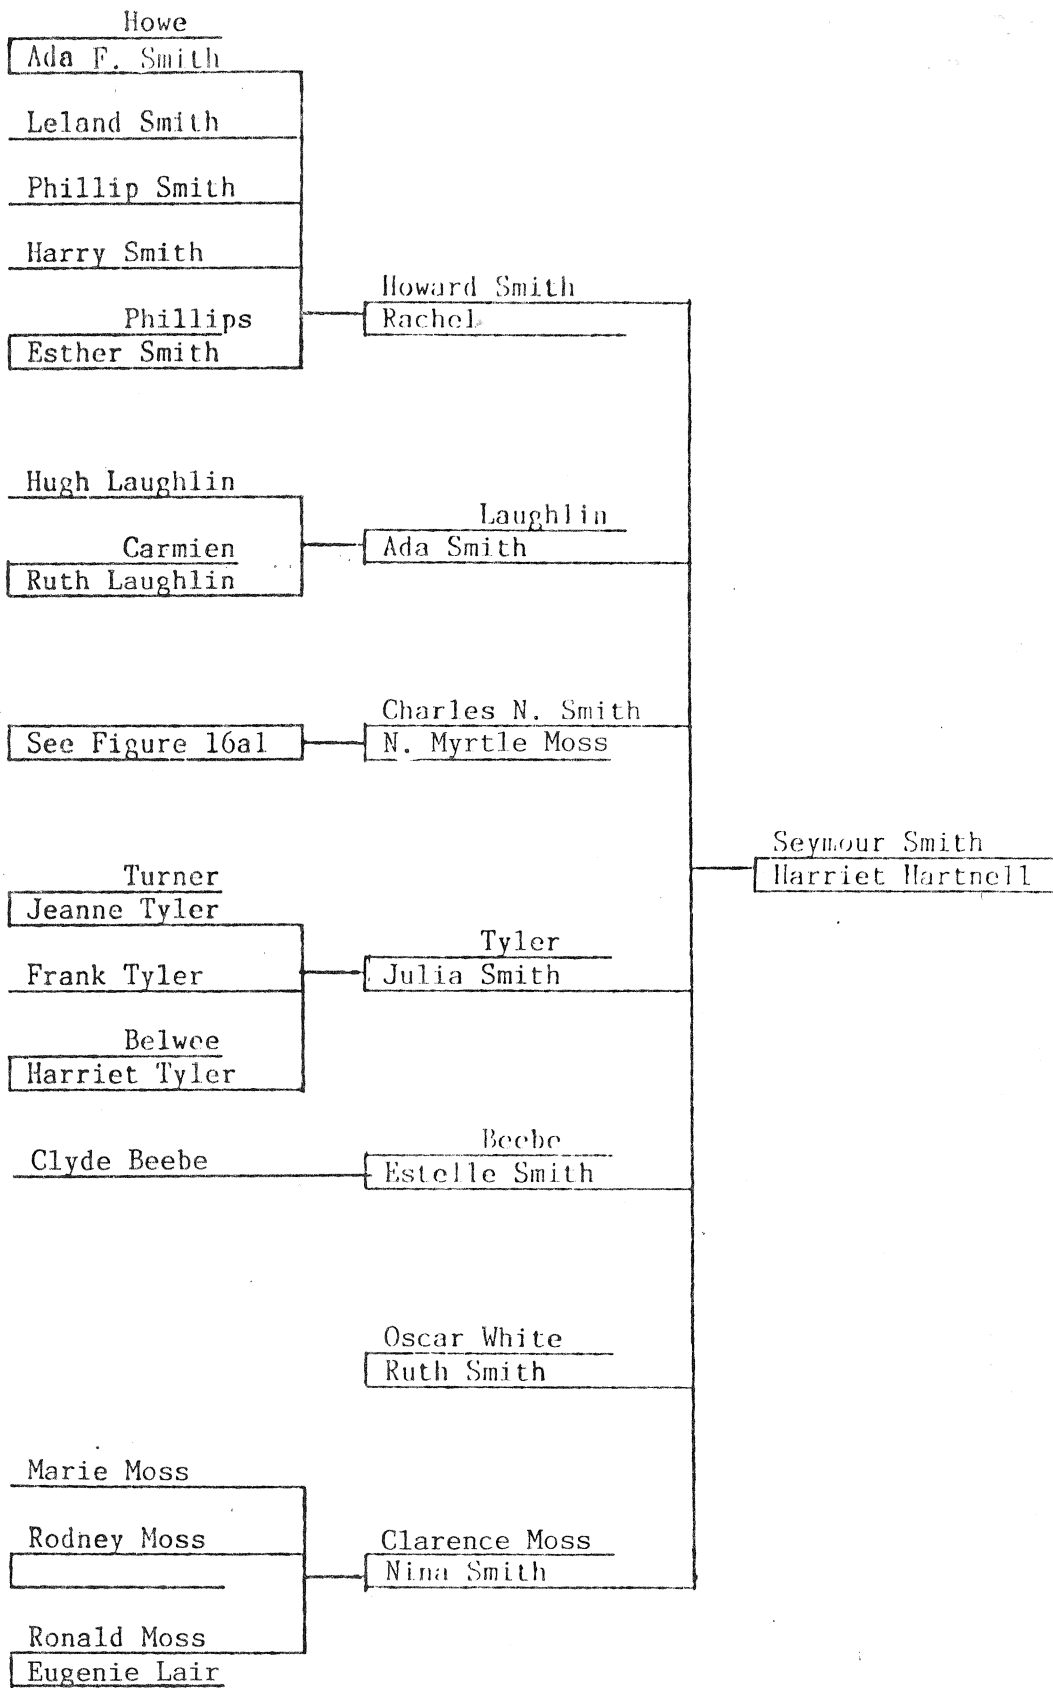 Howe
Ada F. Smith
Leland Smith
Phillip Smith
Harry Smith
Phillips
Esther Smith
Howard Smith
Rachel
Hugh Laughlin
Carmien
Ruth Laughlin
Laughlin
Ada Smith
See Figure 16a1
Charles N. Smith
N. Myrtle Moss
Seymour Smith
Harriet Hartnell
Turner
Jeanne Tyler
Frank Tyler
Belwee
Harriet Tyler
Tyler
Julia Smith
Clyde Beebe
Beebe
Estelle Smith
Oscar White
Ruth Smith
Marie Moss
Rodney Moss
Ronald Moss
Eugenie Lair
Clarence Moss
Nina Smith